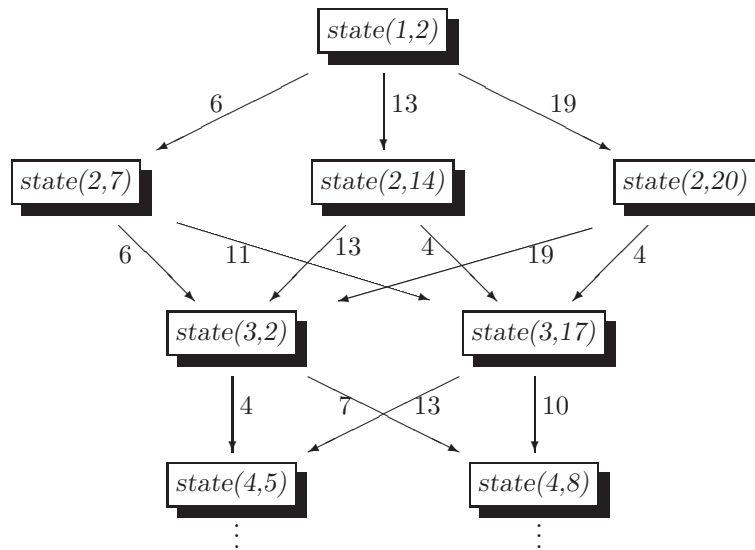 state(1,2)
6 13 19
state(2,7) state(2,14) state(2,20)
6 11 13 4 19 4
state(3,2) state(3,17)
4 7 13 10
state(4,5) state(4,8)